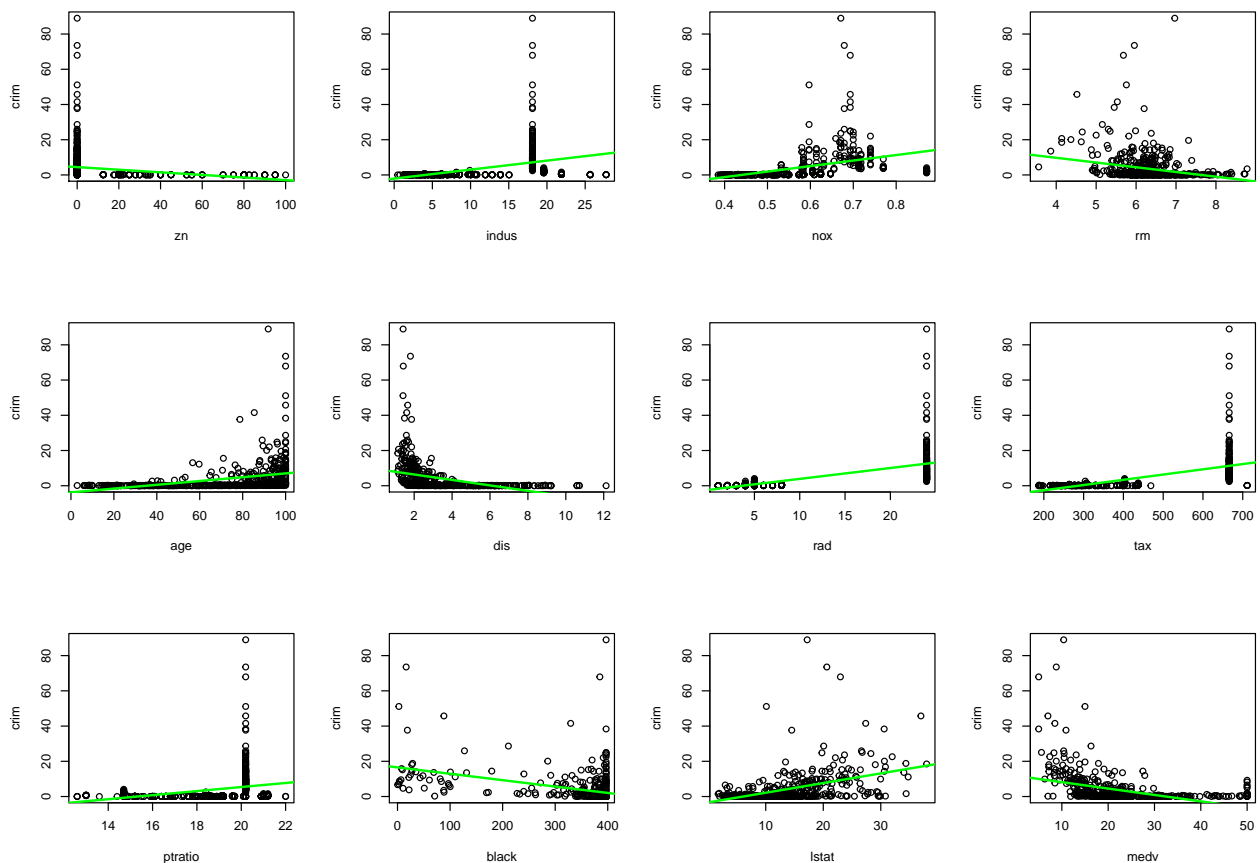 crim
0 20 40 60 80
0 20 40 60 80 100
zn
crim
0 20 40 60 80
0 5 10 15 20 25
indus
crim
0 20 40 60 80
0.4 0.5 0.6 0.7 0.8
nox
crim
0 20 40 60 80
4 5 6 7 8
rm
crim
0 20 40 60 80
0 20 40 60 80 100
age
crim
0 20 40 60 80
2 4 6 8 10 12
dis
crim
0 20 40 60 80
5 10 15 20
rad
crim
0 20 40 60 80
200 300 400 500 600 700
tax
crim
0 20 40 60 80
14 16 18 20 22
ptratio
crim
0 20 40 60 80
0 100 200 300 400
black
crim
0 20 40 60 80
10 20 30
lstat
crim
0 20 40 60 80
10 20 30 40 50
medv